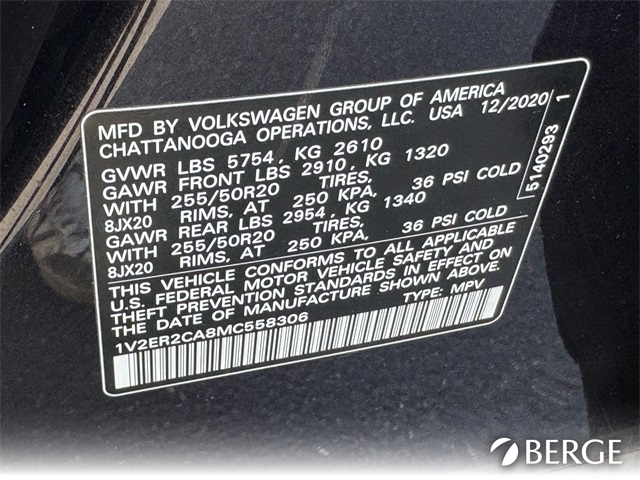 MFD BY VOLKSWAGEN GROUP OF AMERICA
CHATTANOOGA OPERATIONS, LLC. USA 12/2020
GVWR LBS 5754, KG 2610
GAWR FRONT LBS 2910, KG 1320
WITH 255/50R20 TIRES, 36 PSI COLD
8JX20 RIMS, AT 250 KPA,
GAWR REAR LBS 2954, KG 1340
WITH 255/50R20 TIRES, 36 PSI COLD
8JX20 RIMS, AT 250 KPA,
THIS VEHICLE CONFORMS TO ALL APPLICABLE
U.S. FEDERAL MOTOR VEHICLE SAFETY AND
THEFT PREVENTION STANDARDS IN EFFECT ON
THE DATE OF MANUFACTURE SHOWN ABOVE.
1V2ER2CA8MC558306 TYPE: MPV
5140293 1
BERGE